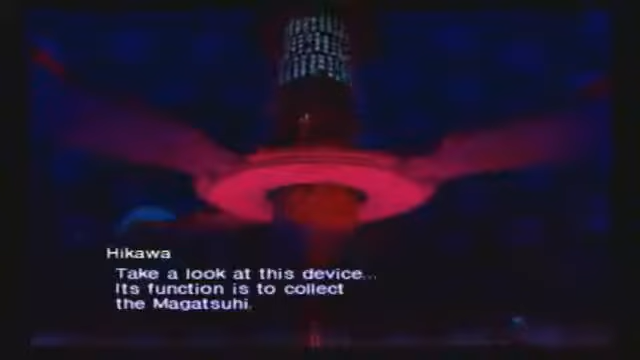 Hikawa
Take a look at this device...
Its function is to collect
the Magatsuhi.